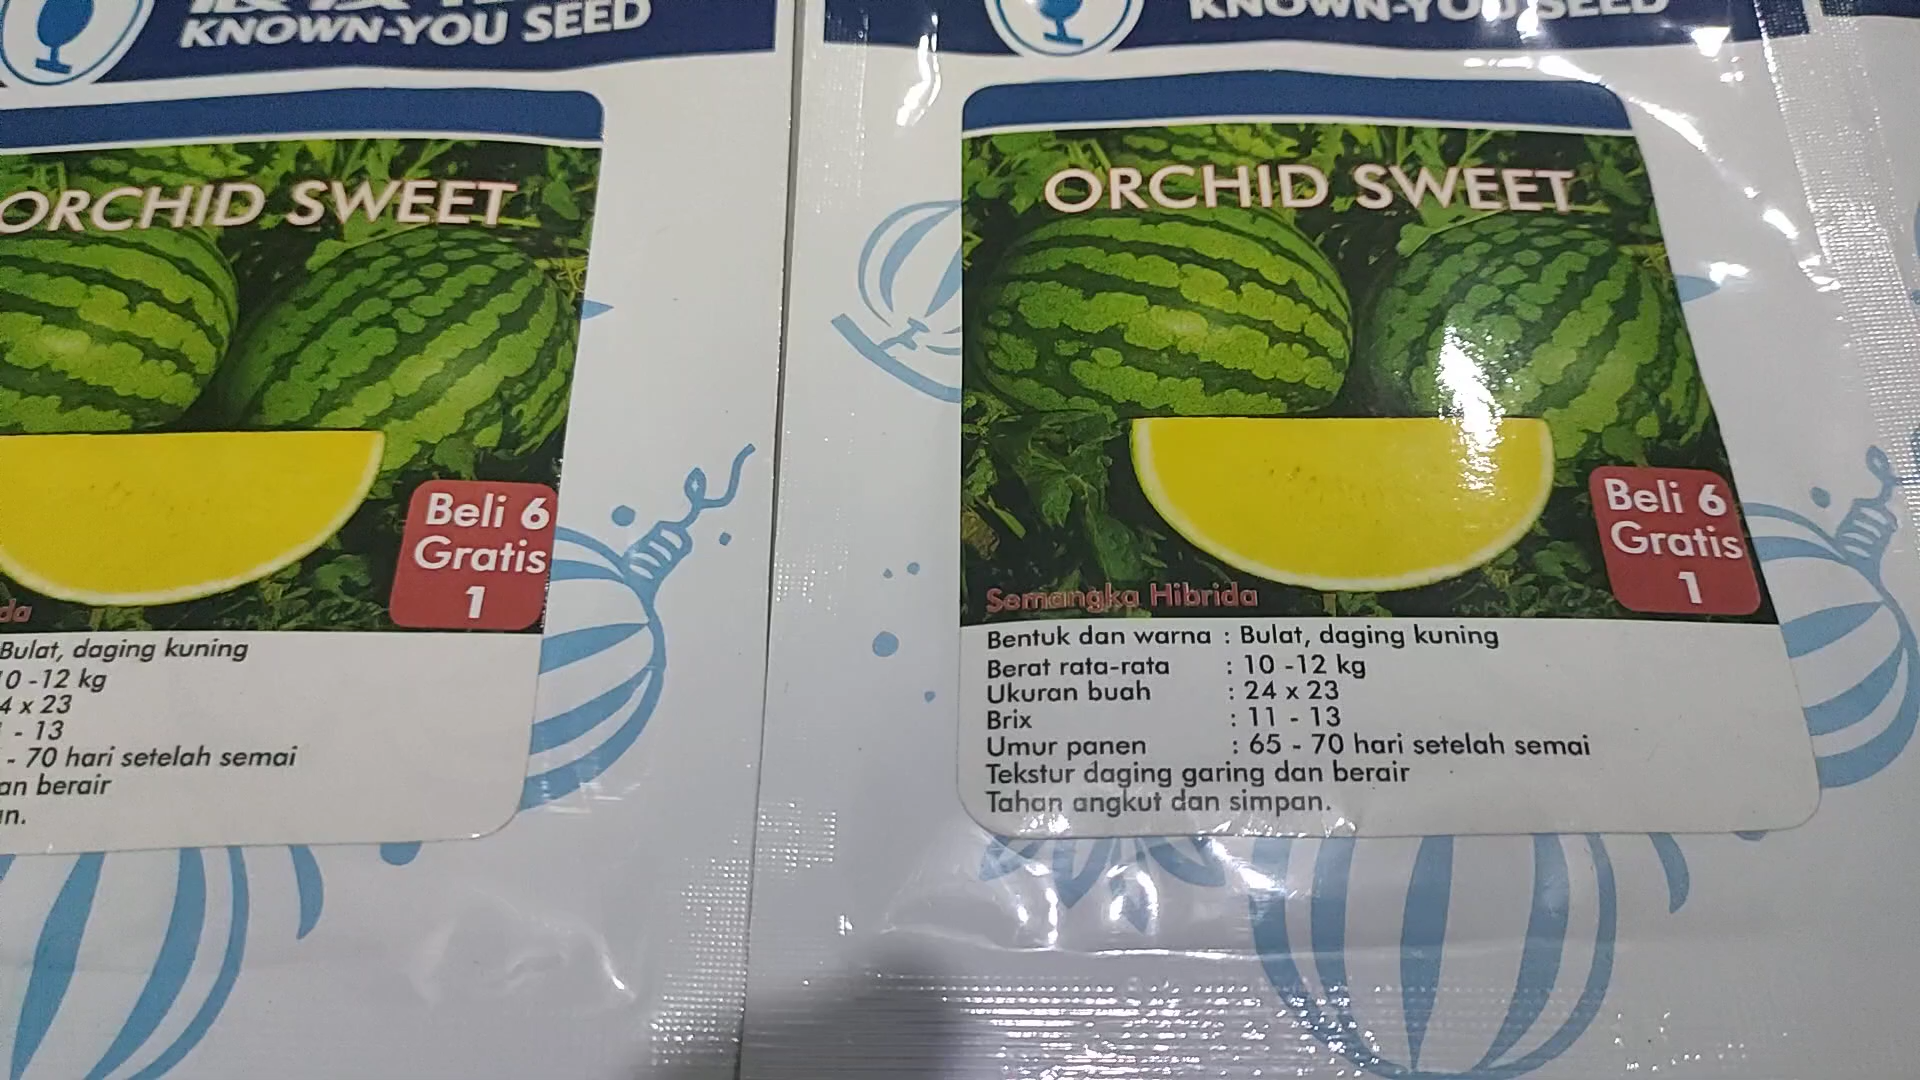 KNOWN-YOU SEED
ORCHID SWEET
Beli 6
Gratis
1
da
Bulat, daging kuning
0 -12 kg
4 x 23
- 13
- 70 hari setelah semai
an berair
n.
KNOWN-YOU SEED
ORCHID SWEET
Beli 6
Gratis
1
Semangka Hibrida
Bentuk dan warna : Bulat, daging kuning
Berat rata-rata : 10 -12 kg
Ukuran buah : 24 x 23
Brix : 11 - 13
Umur panen : 65 - 70 hari setelah semai
Tekstur daging garing dan berair
Tahan angkut dan simpan.